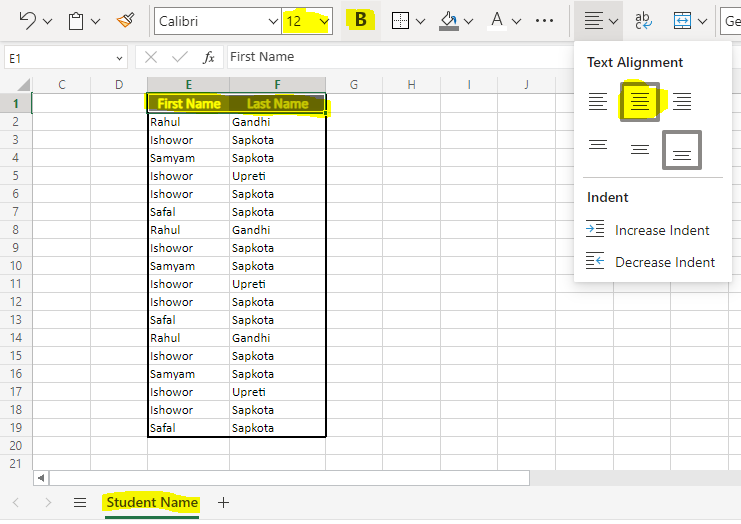 Calibri 12 B A ab Ge
E1 fx First Name
Text Alignment
Indent
Increase Indent
Decrease Indent
C D E F G H I J
1 First Name Last Name
2 Rahul Gandhi
3 Ishowor Sapkota
4 Samyam Sapkota
5 Ishowor Upreti
6 Ishowor Sapkota
7 Safal Sapkota
8 Rahul Gandhi
9 Ishowor Sapkota
10 Samyam Sapkota
11 Ishowor Upreti
12 Ishowor Sapkota
13 Safal Sapkota
14 Rahul Gandhi
15 Ishowor Sapkota
16 Samyam Sapkota
17 Ishowor Upreti
18 Ishowor Sapkota
19 Safal Sapkota
20
21
Student Name